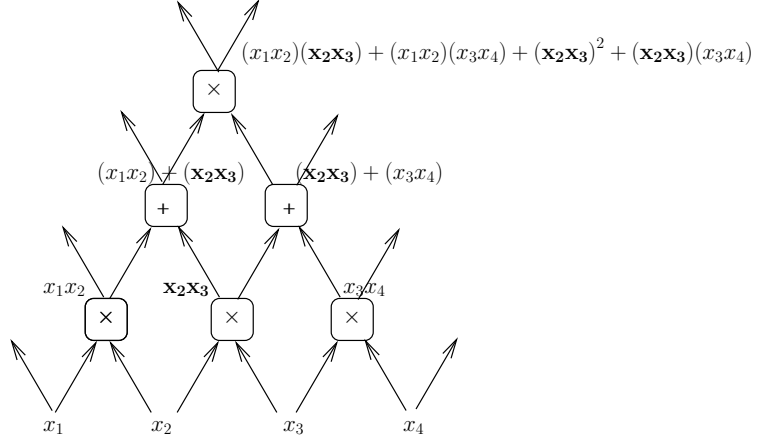 (x₁x₂)(𝐱₂𝐱₃) + (x₁x₂)(x₃x₄) + (𝐱₂𝐱₃)² + (𝐱₂𝐱₃)(x₃x₄)
×
(x₁x₂) + (𝐱₂𝐱₃) (𝐱₂𝐱₃) + (x₃x₄)
+ +
x₁x₂ 𝐱₂𝐱₃ x₃x₄
× × ×
x₁ x₂ x₃ x₄